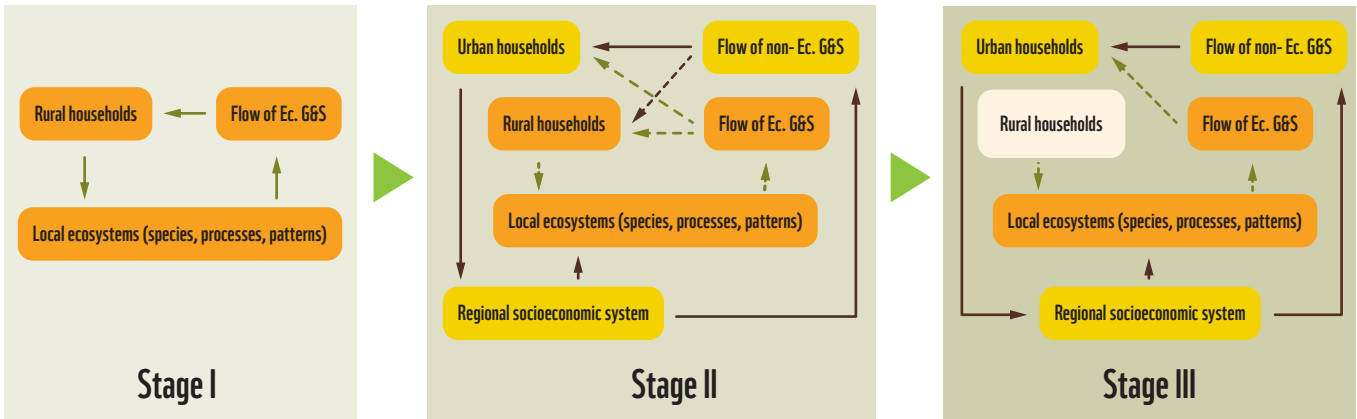 Rural households
Flow of Ec. G&S
Local ecosystems (species, processes, patterns)
Stage I
Urban households
Flow of non- Ec. G&S
Rural households
Flow of Ec. G&S
Local ecosystems (species, processes, patterns)
Regional socioeconomic system
Stage II
Urban households
Flow of non- Ec. G&S
Rural households
Flow of Ec. G&S
Local ecosystems (species, processes, patterns)
Regional socioeconomic system
Stage III